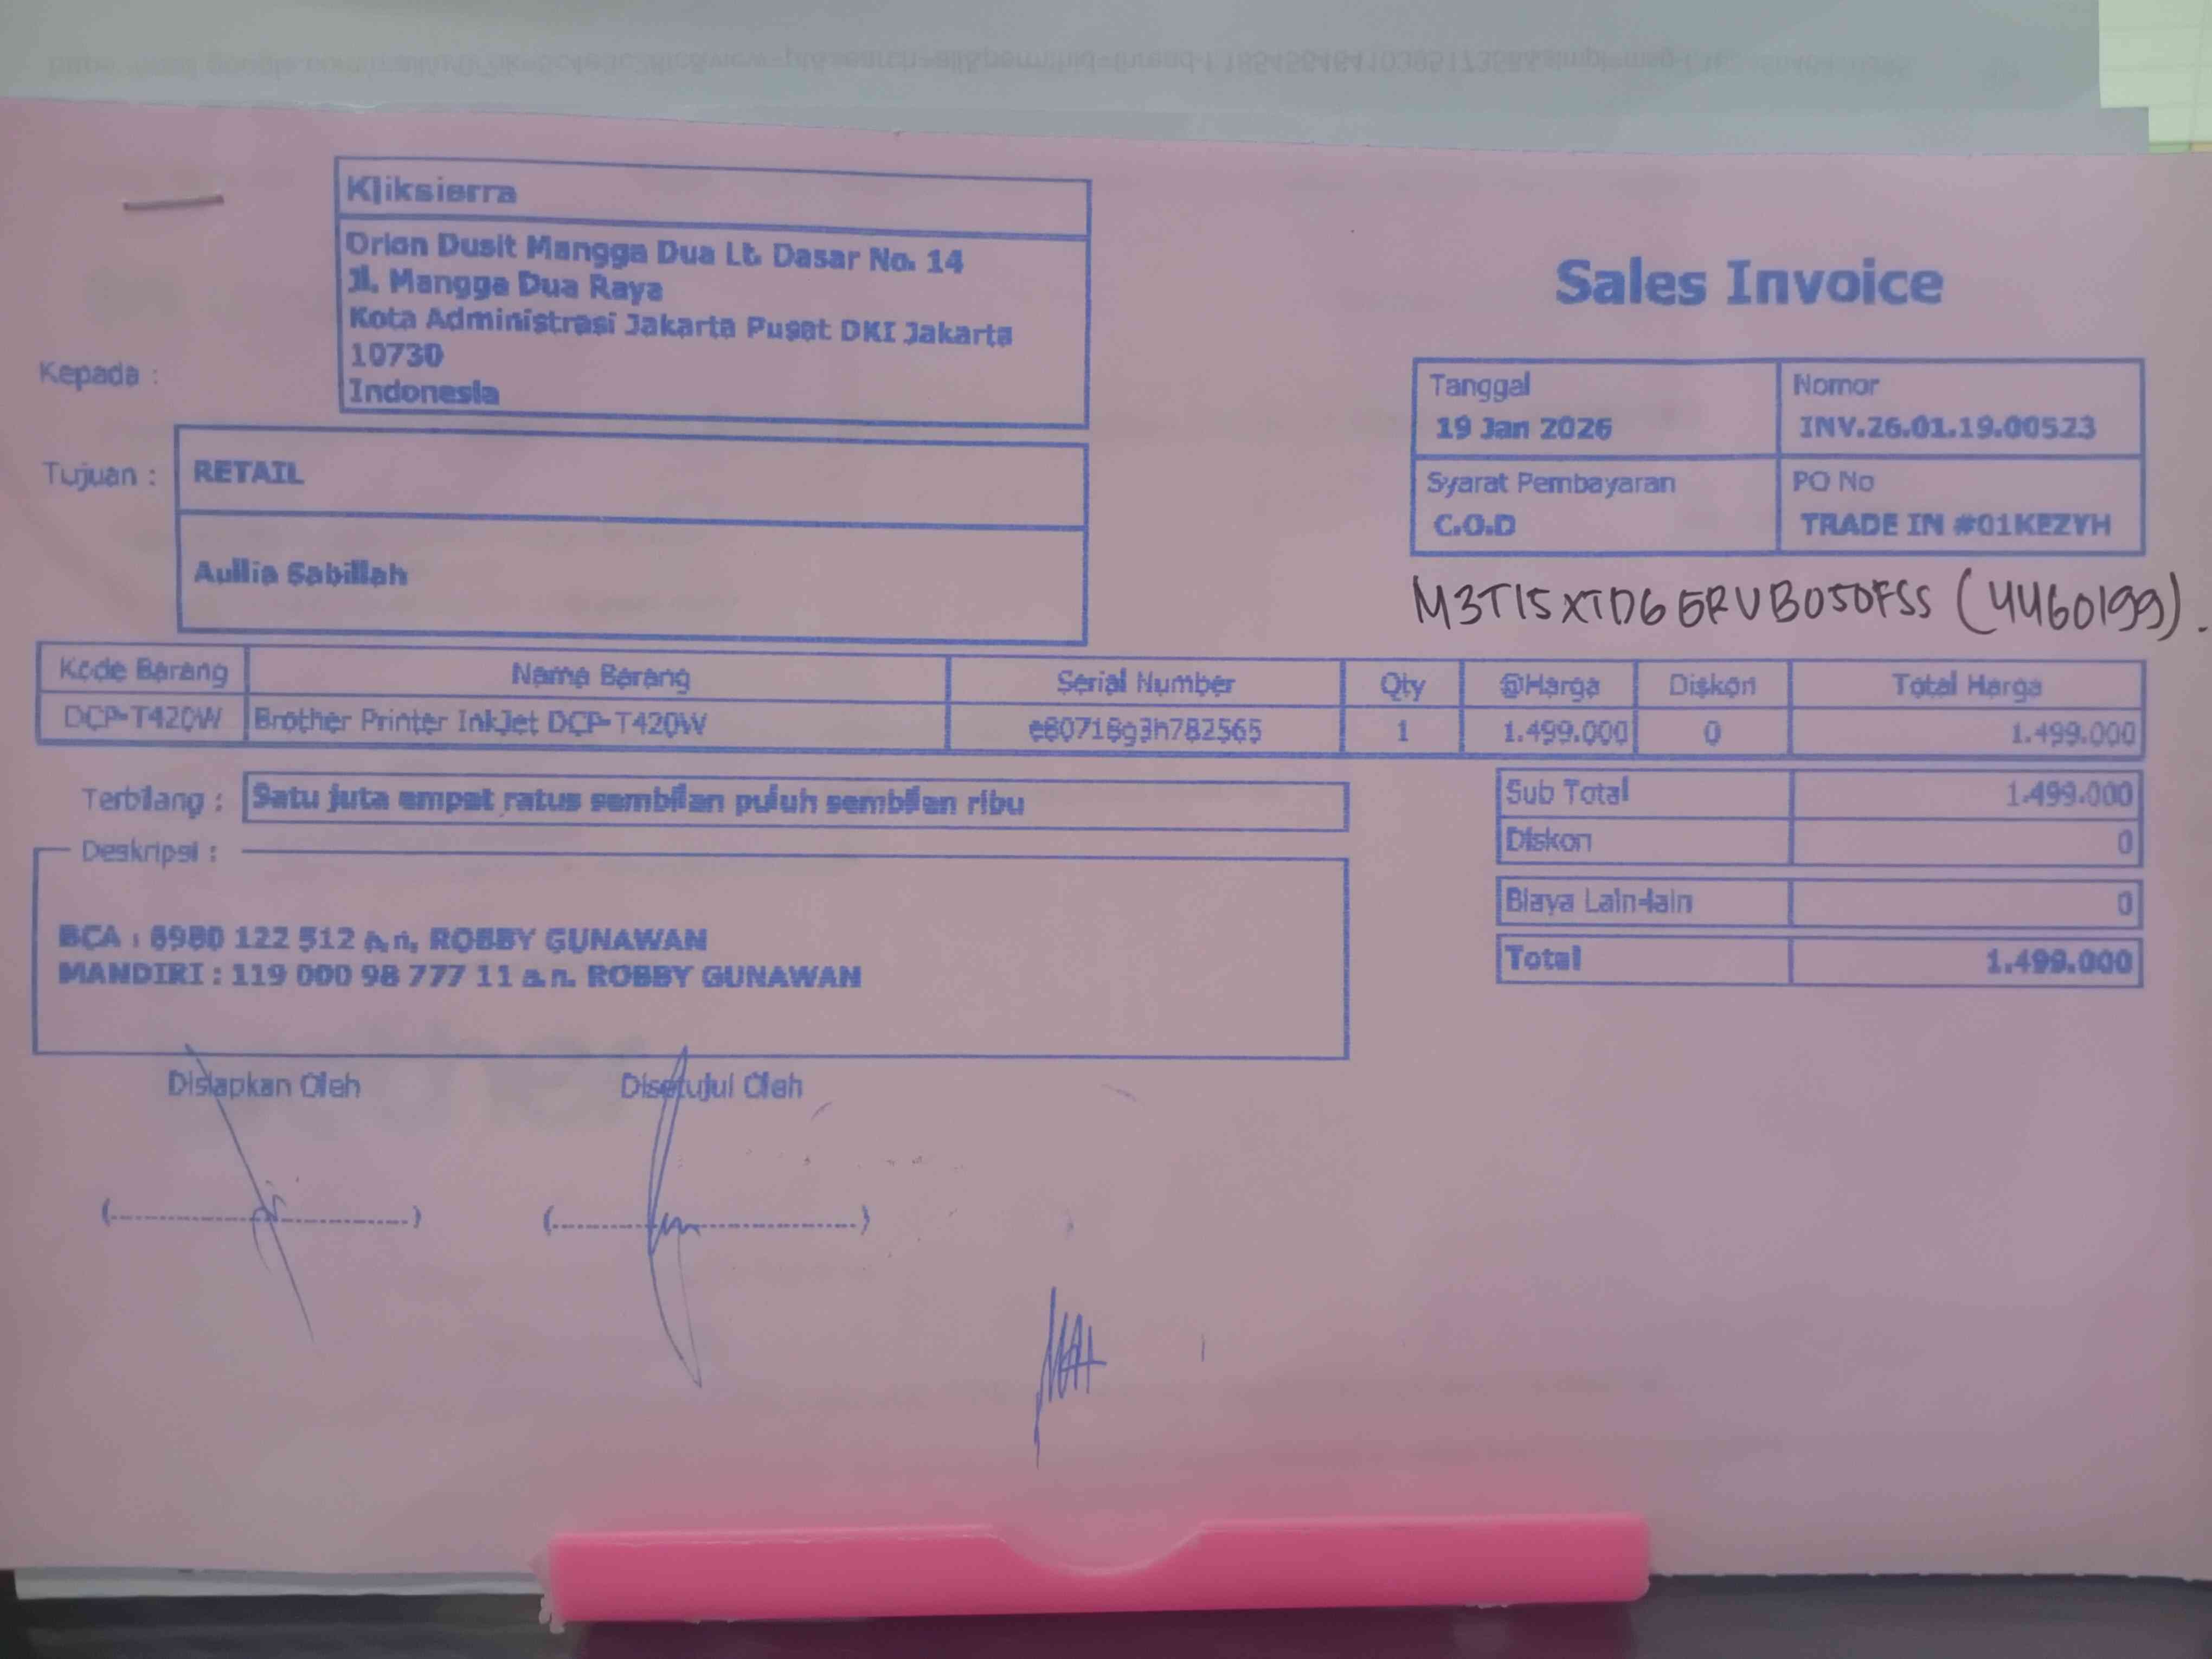 Kliksierra
Orion Dusit Mangga Dua Lt. Dasar No. 14
Jl. Mangga Dua Raya
Kota Administrasi Jakarta Pusat DKI Jakarta
10730
Indonesia
Sales Invoice
Kepada :
Tanggal
19 Jan 2026
Nomor
INV.26.01.19.00523
Syarat Pembayaran
C.O.D
PO No
TRADE IN #01KEZYH
Tujuan :
RETAIL
Aullia Sabillah
M3T15XTD6ERVB050FSS (4460199).
Kode Barang Nama Barang Serial Number Qty @Harga Diskon Total Harga
DCP-T420W Brother Printer InkJet DCP-T420W e80718g3h782565 1 1.499.000 0 1.499.000
Terbilang : Satu juta empat ratus sembilan puluh sembilan ribu
Sub Total 1.499.000
Diskon 0
Biaya Lain-lain 0
Total 1.499.000
Deskripsi :
BCA : 6980 122 512 a.n. ROBBY GUNAWAN
MANDIRI : 119 000 98 777 11 a.n. ROBBY GUNAWAN
Disiapkan Oleh Disetujui Oleh